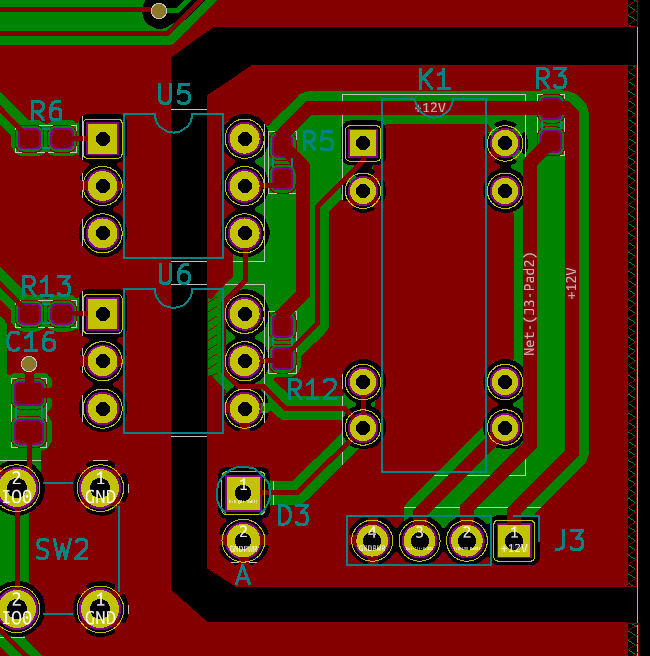 K1
R3
U5
R6
+12V
R5
U6
+12V
Net-(J3-Pad2)
R13
C16
R12
2
IO0
1
GND
1
D3
SW2
2
A
4
3
2
1
+12V
J3
2
IO0
1
GND